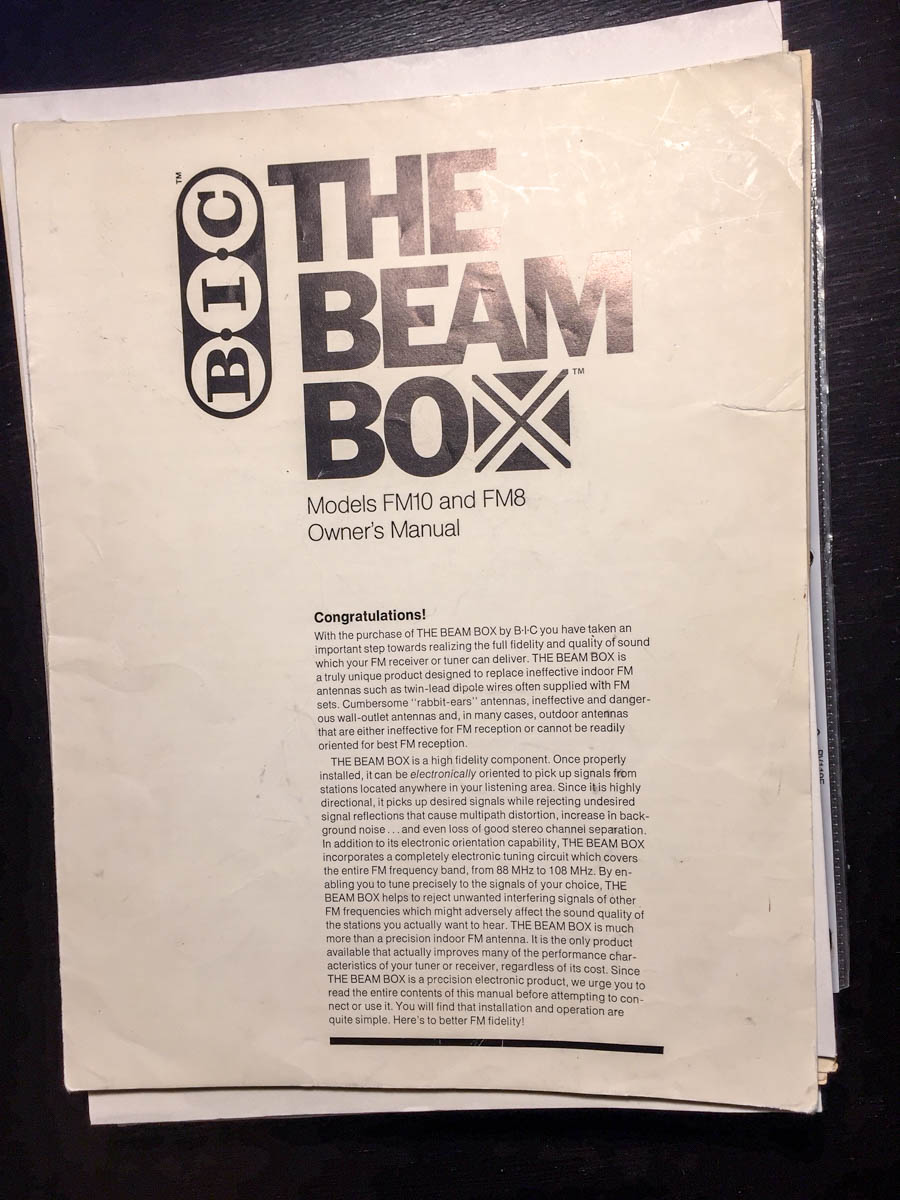 B·I·C™
THE
BEAM
BOX™
Models FM10 and FM8
Owner's Manual
Congratulations!
With the purchase of THE BEAM BOX by B·I·C you have taken an
important step towards realizing the full fidelity and quality of sound
which your FM receiver or tuner can deliver. THE BEAM BOX is
a truly unique product designed to replace ineffective indoor FM
antennas such as twin-lead dipole wires often supplied with FM
sets. Cumbersome "rabbit-ears" antennas, ineffective and danger-
ous wall-outlet antennas and, in many cases, outdoor antennas
that are either ineffective for FM reception or cannot be readily
oriented for best FM reception.
THE BEAM BOX is a high fidelity component. Once properly
installed, it can be electronically oriented to pick up signals from
stations located anywhere in your listening area. Since it is highly
directional, it picks up desired signals while rejecting undesired
signal reflections that cause multipath distortion, increase in back-
ground noise...and even loss of good stereo channel separation.
In addition to its electronic orientation capability, THE BEAM BOX
incorporates a completely electronic tuning circuit which covers
the entire FM frequency band, from 88 MHz to 108 MHz. By en-
abling you to tune precisely to the signals of your choice, THE
BEAM BOX helps to reject unwanted interfering signals of other
FM frequencies which might adversely affect the sound quality of
the stations you actually want to hear. THE BEAM BOX is much
more than a precision indoor FM antenna. It is the only product
available that actually improves many of the performance char-
acteristics of your tuner or receiver, regardless of its cost. Since
THE BEAM BOX is a precision electronic product, we urge you to
read the entire contents of this manual before attempting to con-
nect or use it. You will find that installation and operation are
quite simple. Here's to better FM fidelity!